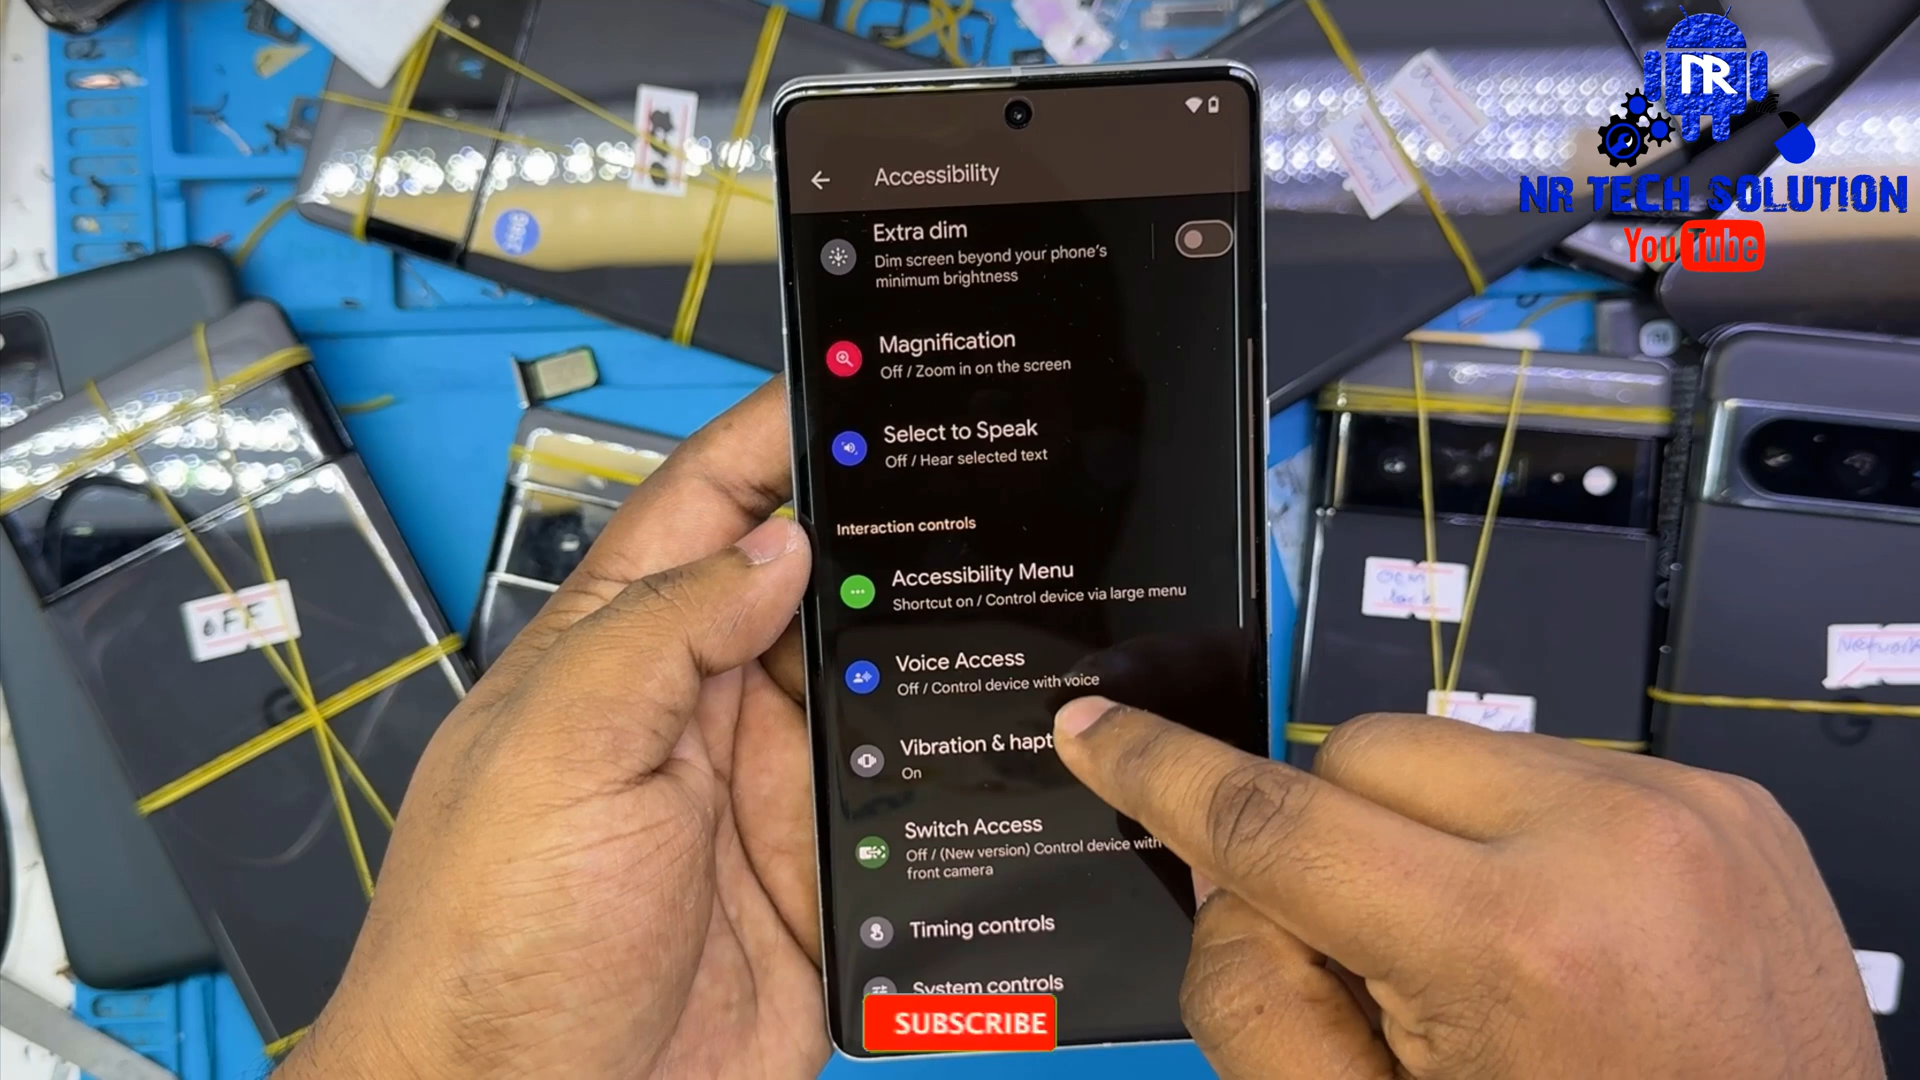 NR
NR TECH SOLUTION
YouTube
Accessibility
Extra dim
Dim screen beyond your phone's
minimum brightness
Magnification
Off / Zoom in on the screen
Select to Speak
Off / Hear selected text
Interaction controls
Accessibility Menu
Shortcut on / Control device via large menu
Voice Access
Off / Control device with voice
Vibration & hapt
On
Switch Access
Off / (New version) Control device with
front camera
Timing controls
System controls
SUBSCRIBE
OFF
OEM
Network